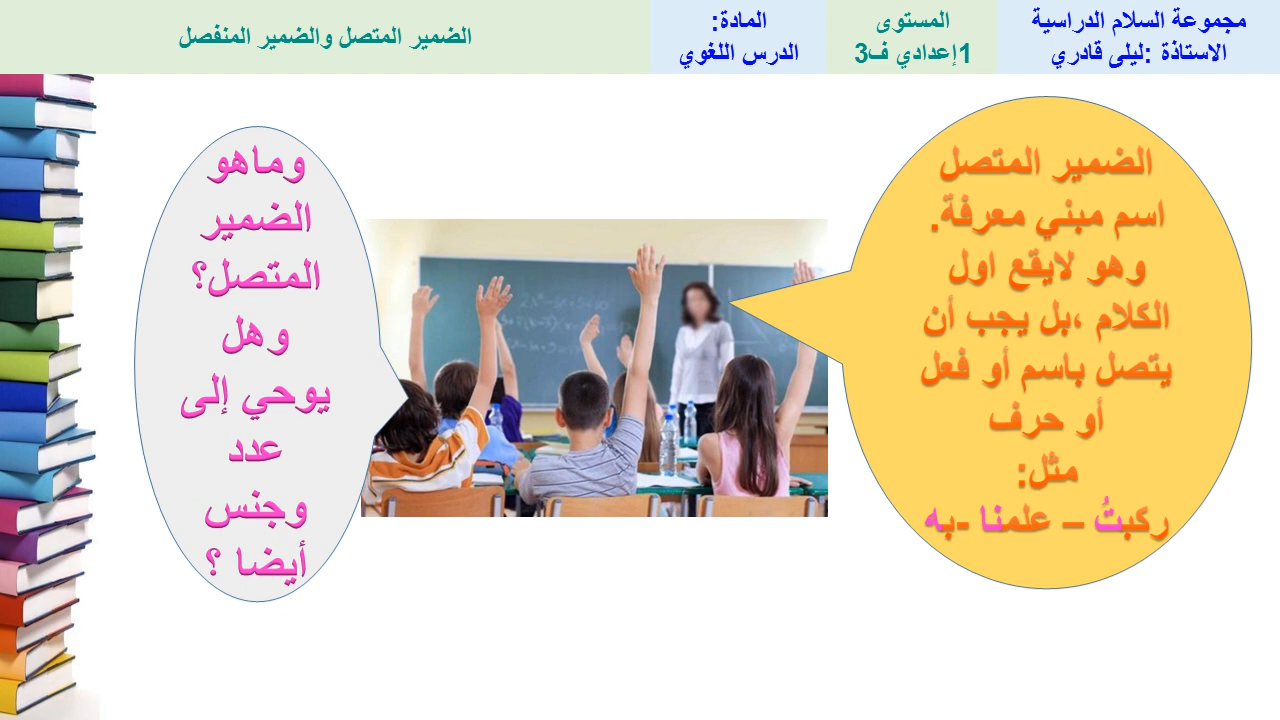 مجموعة السلام الدراسية
الاستاذة :ليلى قادري
المستوى
1إعدادي ف3
المادة:
الدرس اللغوي
الضمير المتصل والضمير المنفصل
الضمير المتصل
اسم مبني معرفة.
وهو لايقع اول
الكلام ،بل يجب أن
يتصل باسم أو فعل
أو حرف
مثل:
ركبتُ – علمنا -به
وماهو
الضمير
المتصل؟
وهل
يوحي إلى
عدد
وجنس
أيضا ؟